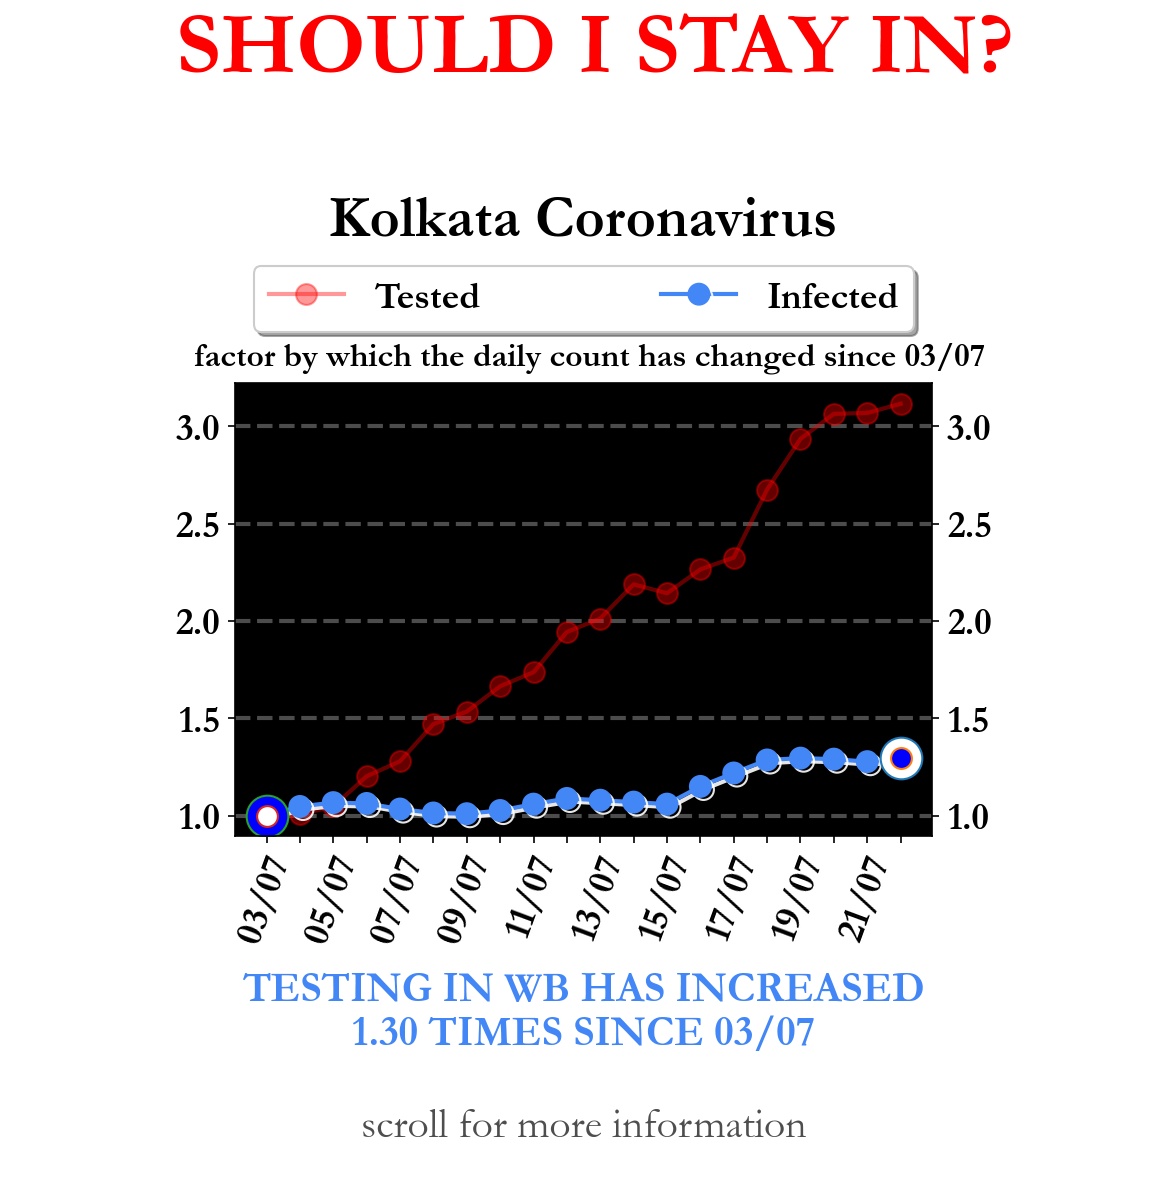 SHOULD I STAY IN?
Kolkata Coronavirus
Tested Infected
factor by which the daily count has changed since 03/07
3.0 3.0
2.5 2.5
2.0 2.0
1.5 1.5
1.0 1.0
03/07 05/07 07/07 09/07 11/07 13/07 15/07 17/07 19/07 21/07
TESTING IN WB HAS INCREASED
1.30 TIMES SINCE 03/07
scroll for more information